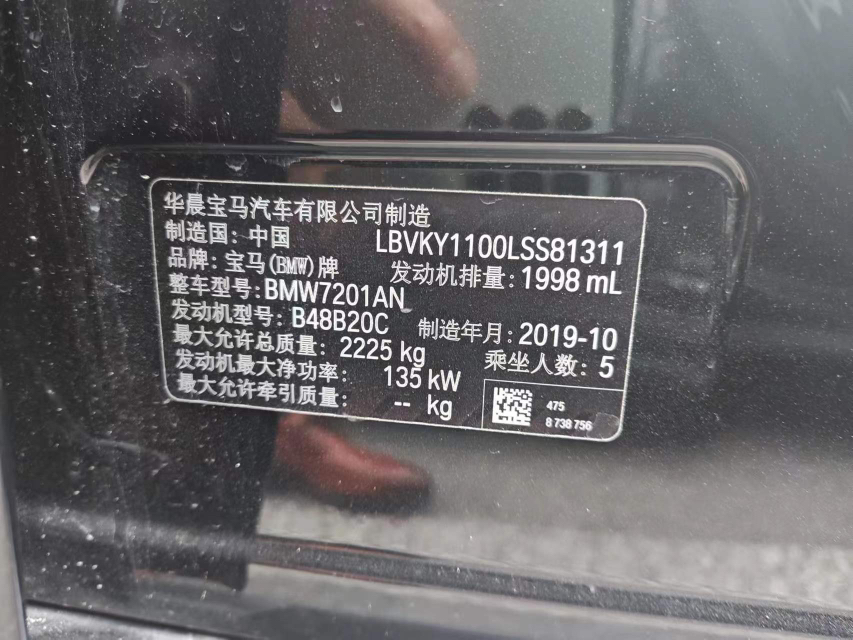 华晨宝马汽车有限公司制造
制造国：中国 LBVKY1100LSS81311
品牌：宝马(BMW)牌 发动机排量：1998 mL
整车型号：BMW7201AN
发动机型号：B48B20C 制造年月：2019-10
最大允许总质量：2225 kg 乘坐人数：5
发动机最大净功率：135 kW
最大允许牵引质量：-- kg
475
8 738 756